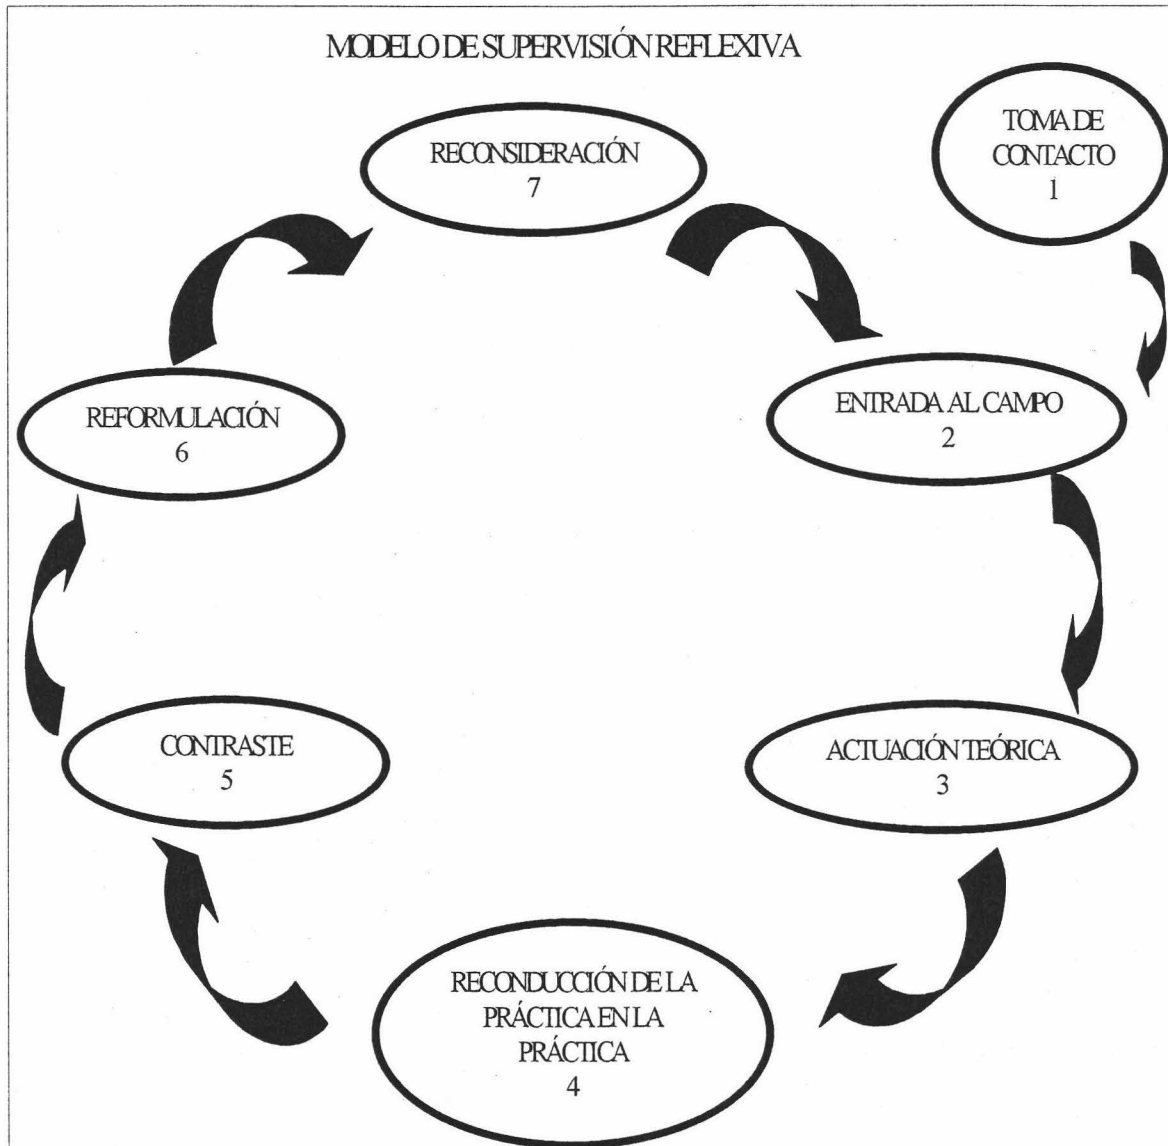 MODELO DE SUPERVISIÓN REFLEXIVA
TOMA DE
CONTACTO
1
ENTRADA AL CAMPO
2
ACTUACIÓN TEÓRICA
3
RECONDUCCIÓN DE LA
PRÁCTICA EN LA
PRÁCTICA
4
CONTRASTE
5
REFORMULACIÓN
6
RECONSIDERACIÓN
7